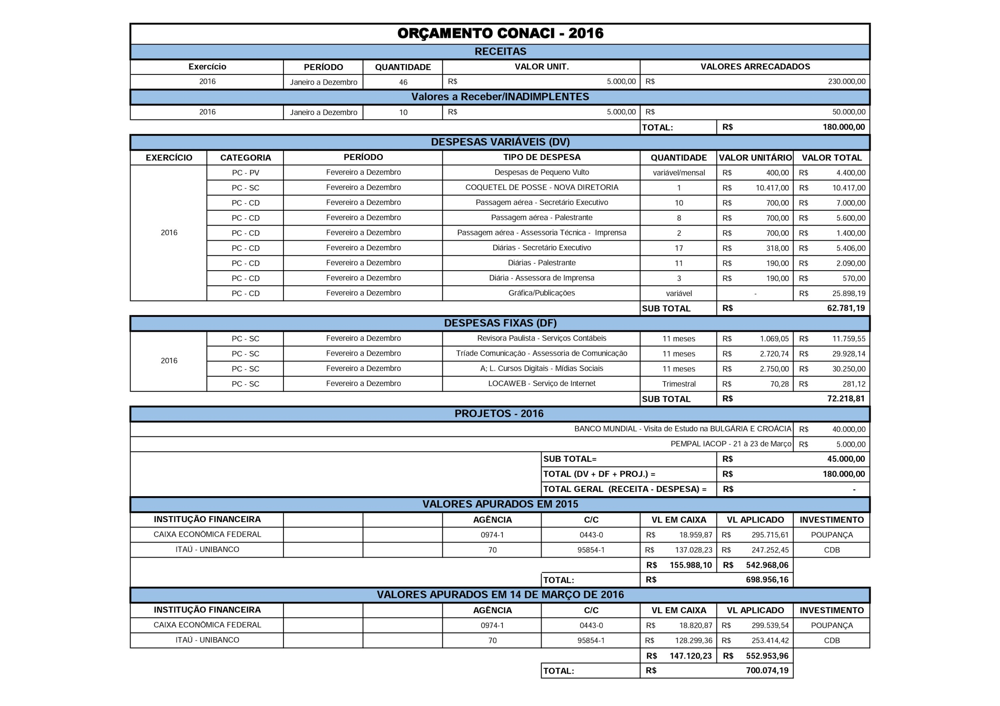 ORÇAMENTO CONACI - 2016
RECEITAS
Exercício PERÍODO QUANTIDADE VALOR UNIT. VALORES ARRECADADOS
2016 Janeiro a Dezembro 46 R$ 5.000,00 R$ 230.000,00
Valores a Receber/INADIMPLENTES
2016 Janeiro a Dezembro 10 R$ 5.000,00 R$ 50.000,00
TOTAL: R$ 180.000,00
DESPESAS VARIÁVEIS (DV)
EXERCÍCIO CATEGORIA PERÍODO TIPO DE DESPESA QUANTIDADE VALOR UNITÁRIO VALOR TOTAL
PC - PV Fevereiro a Dezembro Despesas de Pequeno Vulto variável/mensal R$ 400,00 R$ 4.400,00
PC - SC Fevereiro a Dezembro COQUETEL DE POSSE - NOVA DIRETORIA 1 R$ 10.417,00 R$ 10.417,00
PC - CD Fevereiro a Dezembro Passagem aérea - Secretário Executivo 10 R$ 700,00 R$ 7.000,00
PC - CD Fevereiro a Dezembro Passagem aérea - Palestrante 8 R$ 700,00 R$ 5.600,00
2016 PC - CD Fevereiro a Dezembro Passagem aérea - Assessoria Técnica - Imprensa 2 R$ 700,00 R$ 1.400,00
PC - CD Fevereiro a Dezembro Diárias - Secretário Executivo 17 R$ 318,00 R$ 5.406,00
PC - CD Fevereiro a Dezembro Diárias - Palestrante 11 R$ 190,00 R$ 2.090,00
PC - CD Fevereiro a Dezembro Diária - Assessora de Imprensa 3 R$ 190,00 R$ 570,00
PC - CD Fevereiro a Dezembro Gráfica/Publicações variável - R$ 25.898,19
SUB TOTAL R$ 62.781,19
DESPESAS FIXAS (DF)
PC - SC Fevereiro a Dezembro Revisora Paulista - Serviços Contábeis 11 meses R$ 1.069,05 R$ 11.759,55
PC - SC Fevereiro a Dezembro Tríade Comunicação - Assessoria de Comunicação 11 meses R$ 2.720,74 R$ 29.928,14
2016
PC - SC Fevereiro a Dezembro A; L. Cursos Digitais - Mídias Sociais 11 meses R$ 2.750,00 R$ 30.250,00
PC - SC Fevereiro a Dezembro LOCAWEB - Serviço de Internet Trimestral R$ 70,28 R$ 281,12
SUB TOTAL R$ 72.218,81
PROJETOS - 2016
BANCO MUNDIAL - Visita de Estudo na BULGÁRIA E CROÁCIA R$ 40.000,00
PEMPAL IACOP - 21 à 23 de Março R$ 5.000,00
SUB TOTAL= R$ 45.000,00
TOTAL (DV + DF + PROJ.) = R$ 180.000,00
TOTAL GERAL (RECEITA - DESPESA) = R$ -
VALORES APURADOS EM 2015
INSTITUÇÃO FINANCEIRA AGÊNCIA C/C VL EM CAIXA VL APLICADO INVESTIMENTO
CAIXA ECONÔMICA FEDERAL 0974-1 0443-0 R$ 18.959,87 R$ 295.715,61 POUPANÇA
ITAÚ - UNIBANCO 70 95854-1 R$ 137.028,23 R$ 247.252,45 CDB
R$ 155.988,10 R$ 542.968,06
TOTAL: R$ 698.956,16
VALORES APURADOS EM 14 DE MARÇO DE 2016
INSTITUÇÃO FINANCEIRA AGÊNCIA C/C VL EM CAIXA VL APLICADO INVESTIMENTO
CAIXA ECONÔMICA FEDERAL 0974-1 0443-0 R$ 18.820,87 R$ 299.539,54 POUPANÇA
ITAÚ - UNIBANCO 70 95854-1 R$ 128.299,36 R$ 253.414,42 CDB
R$ 147.120,23 R$ 552.953,96
TOTAL: R$ 700.074,19